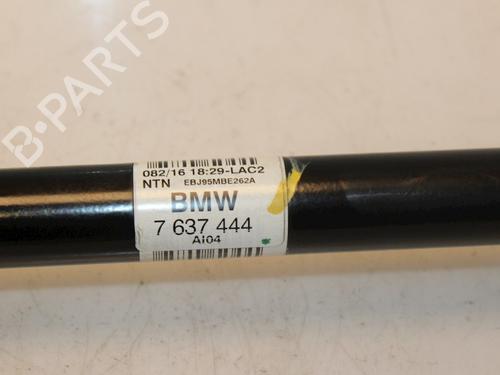 B-PARTS
082/16 18:29-LAC2
NTN EBJ95MBE262A
BMW
7 637 444
AI04